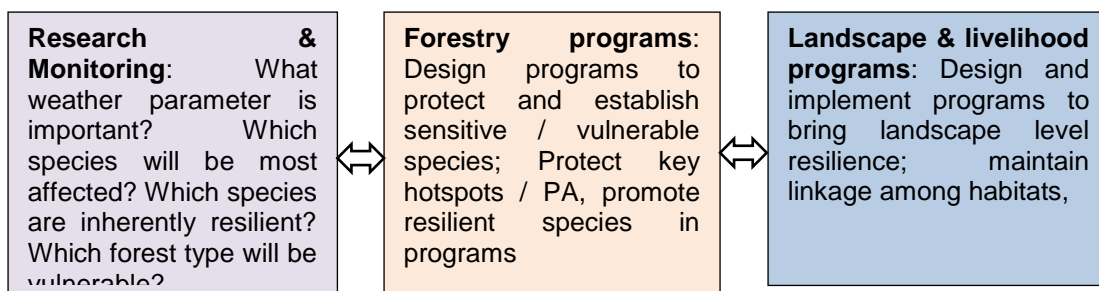 Research &
Monitoring: What
weather parameter is
important? Which
species will be most
affected? Which species
are inherently resilient?
Which forest type will be
vulnerable?
Forestry programs:
Design programs to
protect and establish
sensitive / vulnerable
species; Protect key
hotspots / PA, promote
resilient species in
programs
Landscape & livelihood
programs: Design and
implement programs to
bring landscape level
resilience; maintain
linkage among habitats,